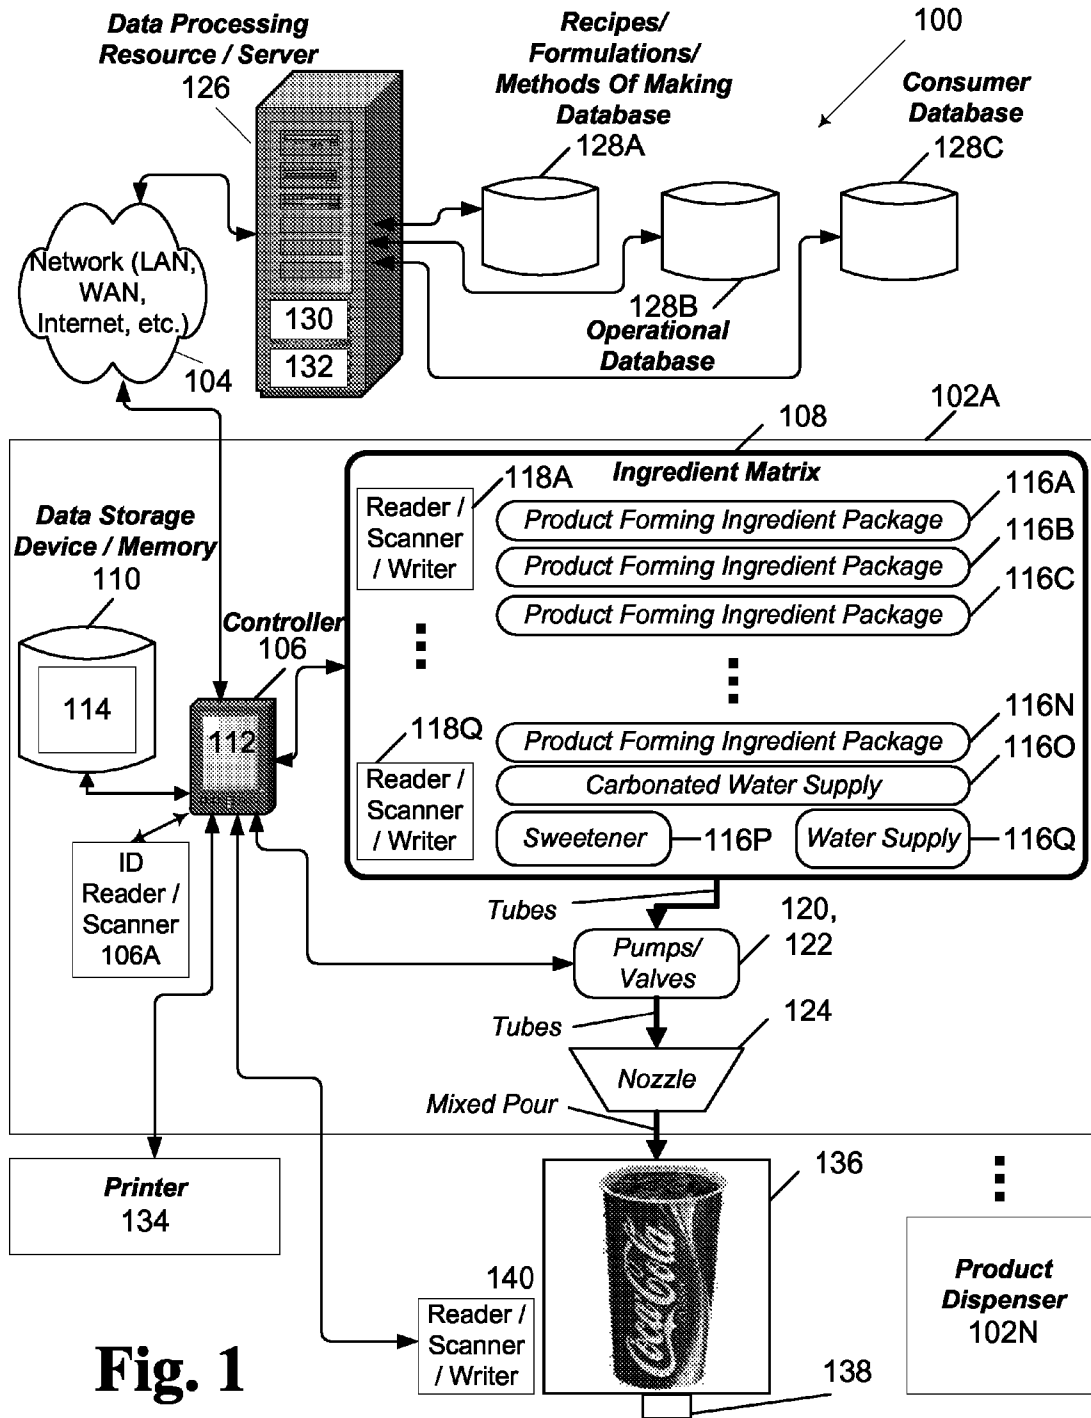 Data Processing
Resource / Server
126
Recipes/
Formulations/
Methods Of Making
Database
128A
100
Consumer
Database
128C
Network (LAN,
WAN,
Internet, etc.)
104
130
132
128B
Operational
Database
102A
108
Ingredient Matrix
118A
Reader /
Scanner
/ Writer
Product Forming Ingredient Package
116A
Product Forming Ingredient Package
116B
Product Forming Ingredient Package
116C
Data Storage
Device / Memory
110
114
Controller
106
112
118Q
Reader /
Scanner
/ Writer
Product Forming Ingredient Package
116N
Carbonated Water Supply
116O
Sweetener
116P
Water Supply
116Q
ID
Reader /
Scanner
106A
Tubes
Pumps/
Valves
120,
122
Tubes
Nozzle
124
Mixed Pour
Printer
134
136
Coca-Cola
140
Reader /
Scanner
/ Writer
138
Product
Dispenser
102N
Fig. 1